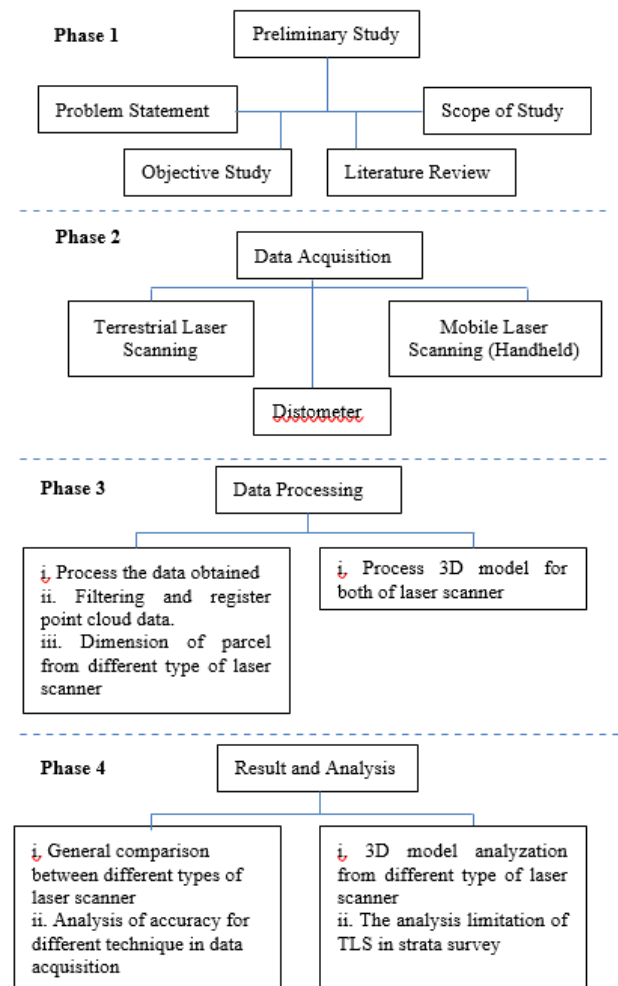 Phase 1
Preliminary Study
Problem Statement
Scope of Study
Objective Study
Literature Review
Phase 2
Data Acquisition
Terrestrial Laser
Scanning
Mobile Laser
Scanning (Handheld)
Distometer
Phase 3
Data Processing
i. Process the data obtained
ii. Filtering and register
point cloud data.
iii. Dimension of parcel
from different type of laser
scanner
i. Process 3D model for
both of laser scanner
Phase 4
Result and Analysis
i. General comparison
between different types of
laser scanner
ii. Analysis of accuracy for
different technique in data
acquisition
i. 3D model analyzation
from different type of laser
scanner
ii. The analysis limitation of
TLS in strata survey